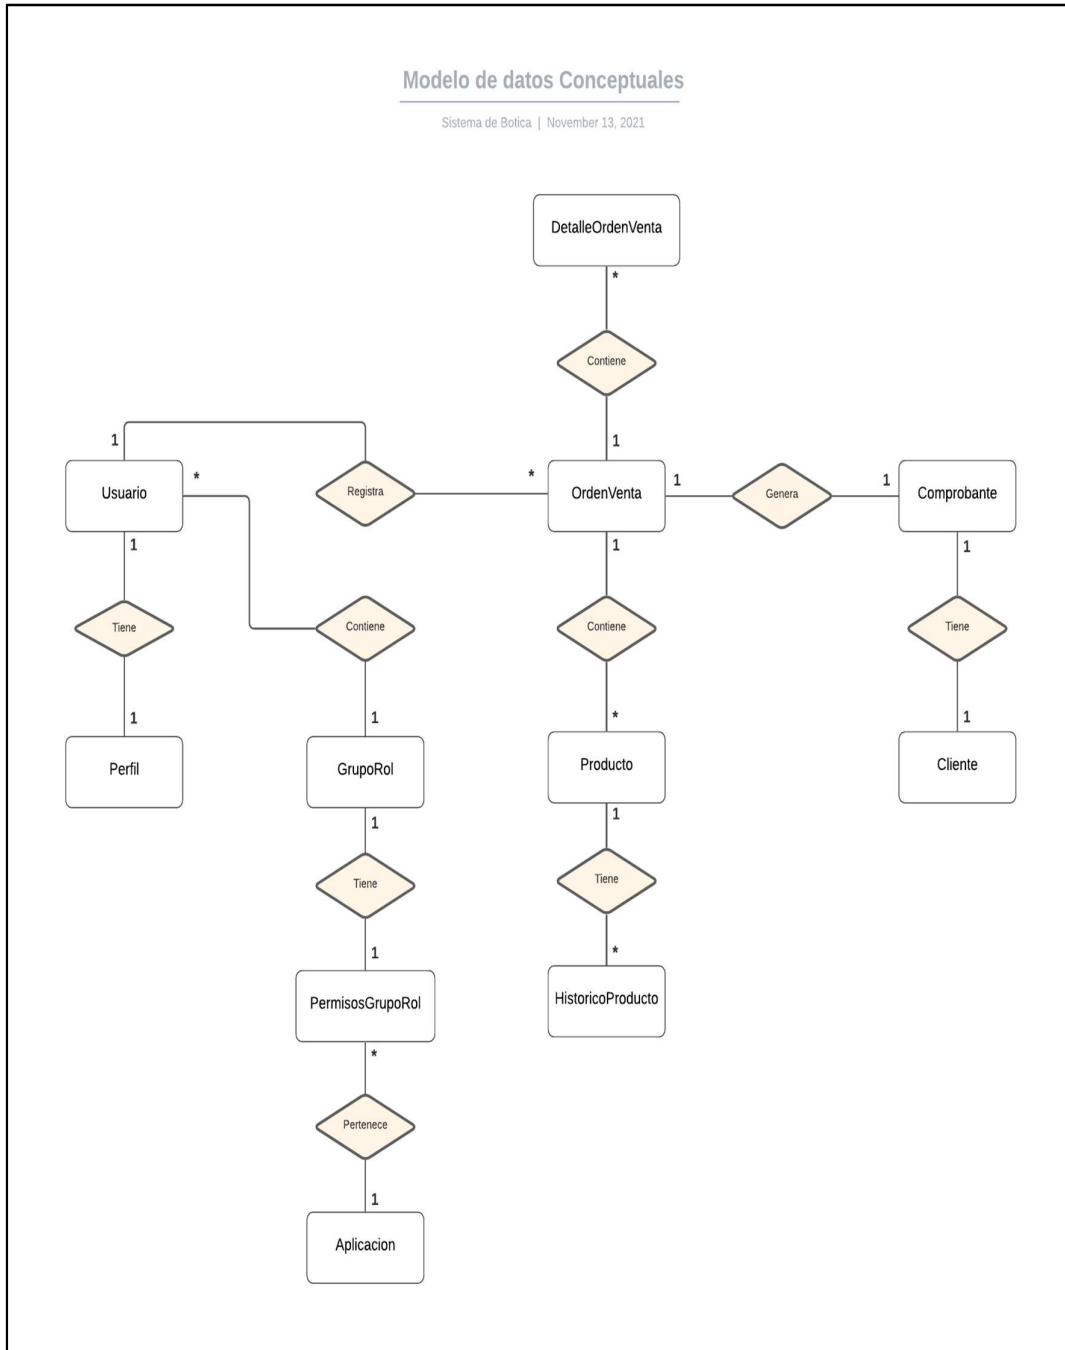 Modelo de datos Conceptuales
Sistema de Botica | November 13, 2021
DetalleOrdenVenta
*
Contiene
1
1
*
Usuario
Registra
*
OrdenVenta
1
Genera
1
Comprobante
1
1
1
Tiene
Contiene
Contiene
Tiene
1
1
*
1
Perfil
GrupoRol
Producto
Cliente
1
1
Tiene
Tiene
1
*
PermisosGrupoRol
HistoricoProducto
*
Pertenece
1
Aplicacion